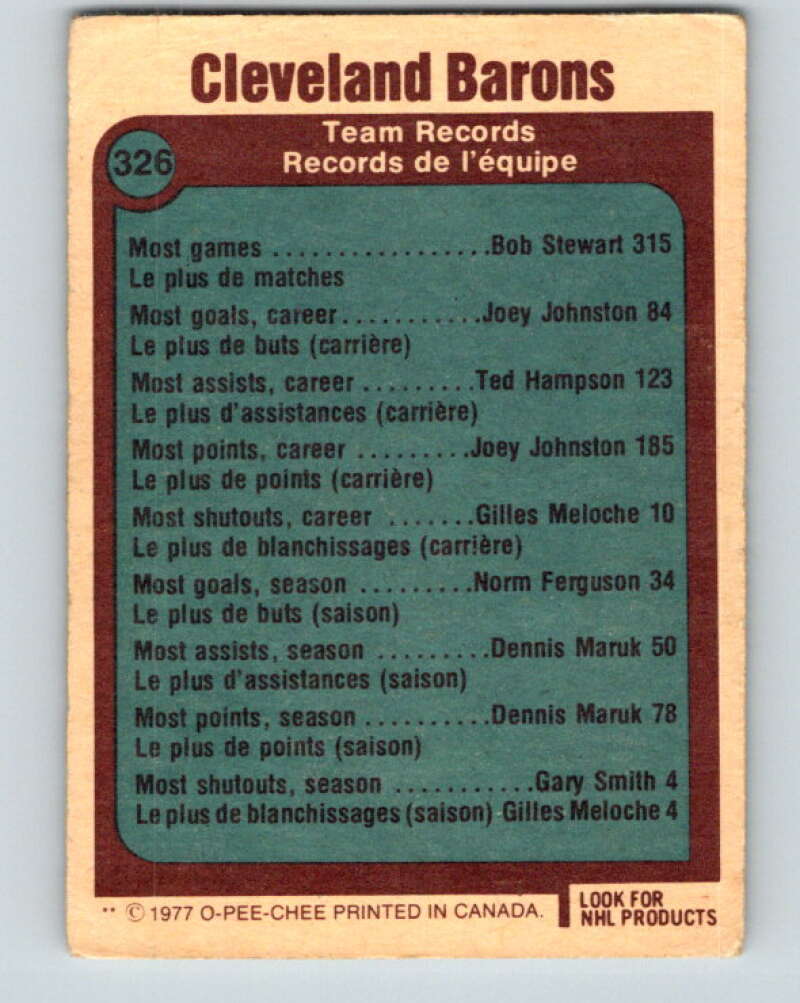 Cleveland Barons
326
Team Records
Records de l'équipe
Most games .................Bob Stewart 315
Le plus de matches
Most goals, career...........Joey Johnston 84
Le plus de buts (carrière)
Most assists, career .........Ted Hampson 123
Le plus d'assistances (carrière)
Most points, career .........Joey Johnston 185
Le plus de points (carrière)
Most shutouts, career .......Gilles Meloche 10
Le plus de blanchissages (carrière)
Most goals, season .........Norm Ferguson 34
Le plus de buts (saison)
Most assists, season .........Dennis Maruk 50
Le plus d'assistances (saison)
Most points, season ..........Dennis Maruk 78
Le plus de points (saison)
Most shutouts, season ...........Gary Smith 4
Le plus de blanchissages (saison) Gilles Meloche 4
** © 1977 O-PEE-CHEE PRINTED IN CANADA.
LOOK FOR
NHL PRODUCTS